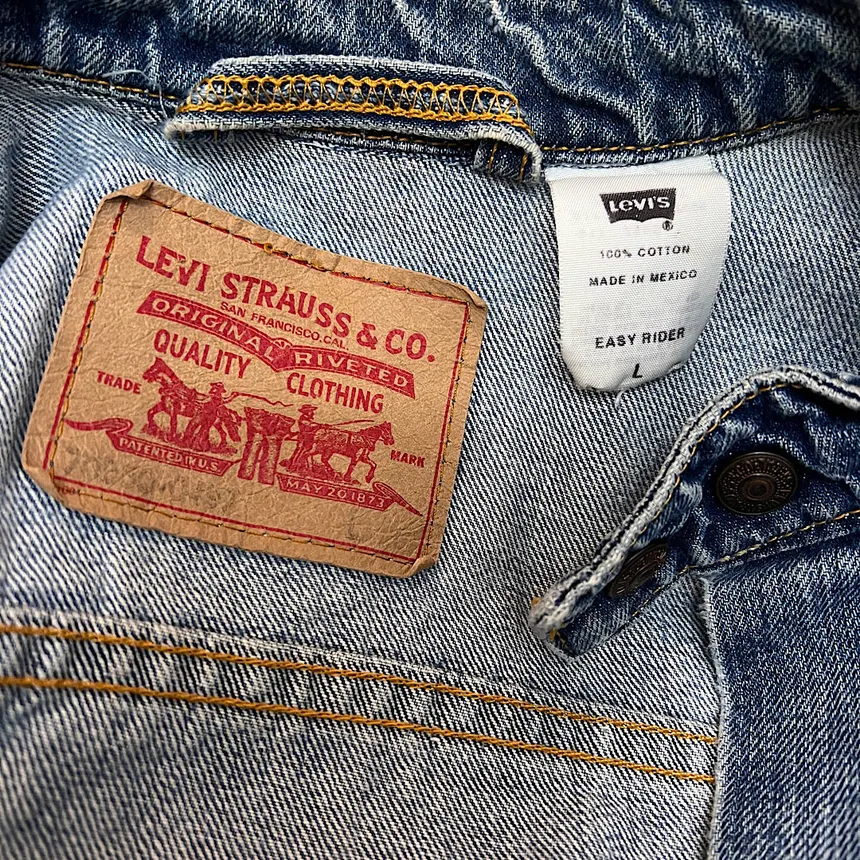 LEVI STRAUSS & CO.
SAN FRANCISCO, CAL.
ORIGINAL RIVETED
QUALITY CLOTHING
TRADE MARK
PATENTED IN U.S.
MAY 20 1873
Levi's
®
100% COTTON
MADE IN MEXICO
EASY RIDER
L